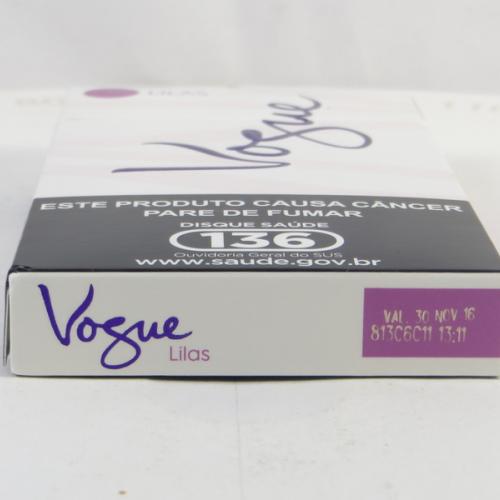 LILAS
Vogue
ESTE PRODUTO CAUSA CÂNCER
PARE DE FUMAR
DISQUE SAÚDE
136
Ouvidoria Geral do SUS
www.saude.gov.br
Vogue
Lilas
VAL. 30 NOV 16
813C6C11 13:11